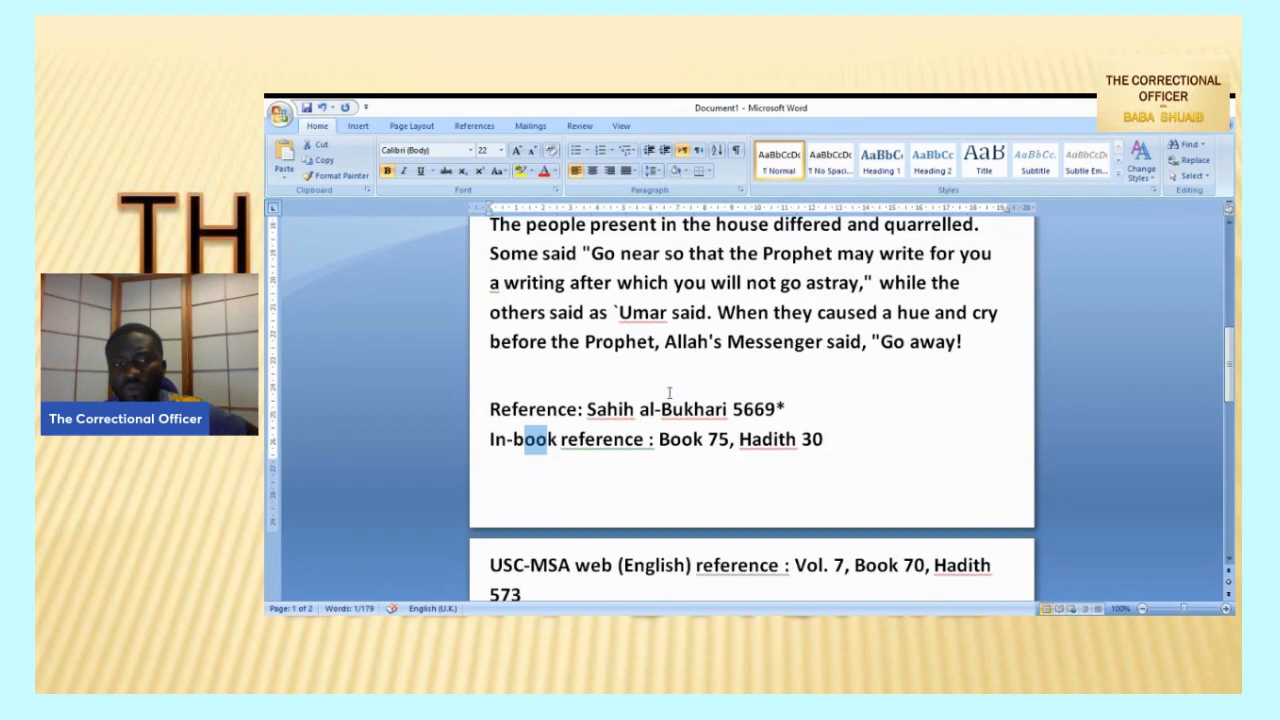 THE CORRECTIONAL
OFFICER
BABA SHUAIB
TH
The Correctional Officer
Document1 - Microsoft Word
Home Insert Page Layout References Mailings Review View
Paste
Cut
Copy
Format Painter
Clipboard
Calibri (Body) 22
B I U abc x₂ x² Aa
Font
Paragraph
AaBbCcDc AaBbCcDc AaBbC AaBbCc AaB AaBbCc. AaBbCcDc
¶ Normal ¶ No Spaci... Heading 1 Heading 2 Title Subtitle Subtle Em...
Styles
Change
Styles
Find
Replace
Select
Editing
The people present in the house differed and quarrelled.
Some said "Go near so that the Prophet may write for you
a writing after which you will not go astray," while the
others said as `Umar said. When they caused a hue and cry
before the Prophet, Allah's Messenger said, "Go away!
Reference: Sahih al-Bukhari 5669*
In-book reference : Book 75, Hadith 30
USC-MSA web (English) reference : Vol. 7, Book 70, Hadith
573
Page: 1 of 2 Words: 1/179 English (U.K.) 100%